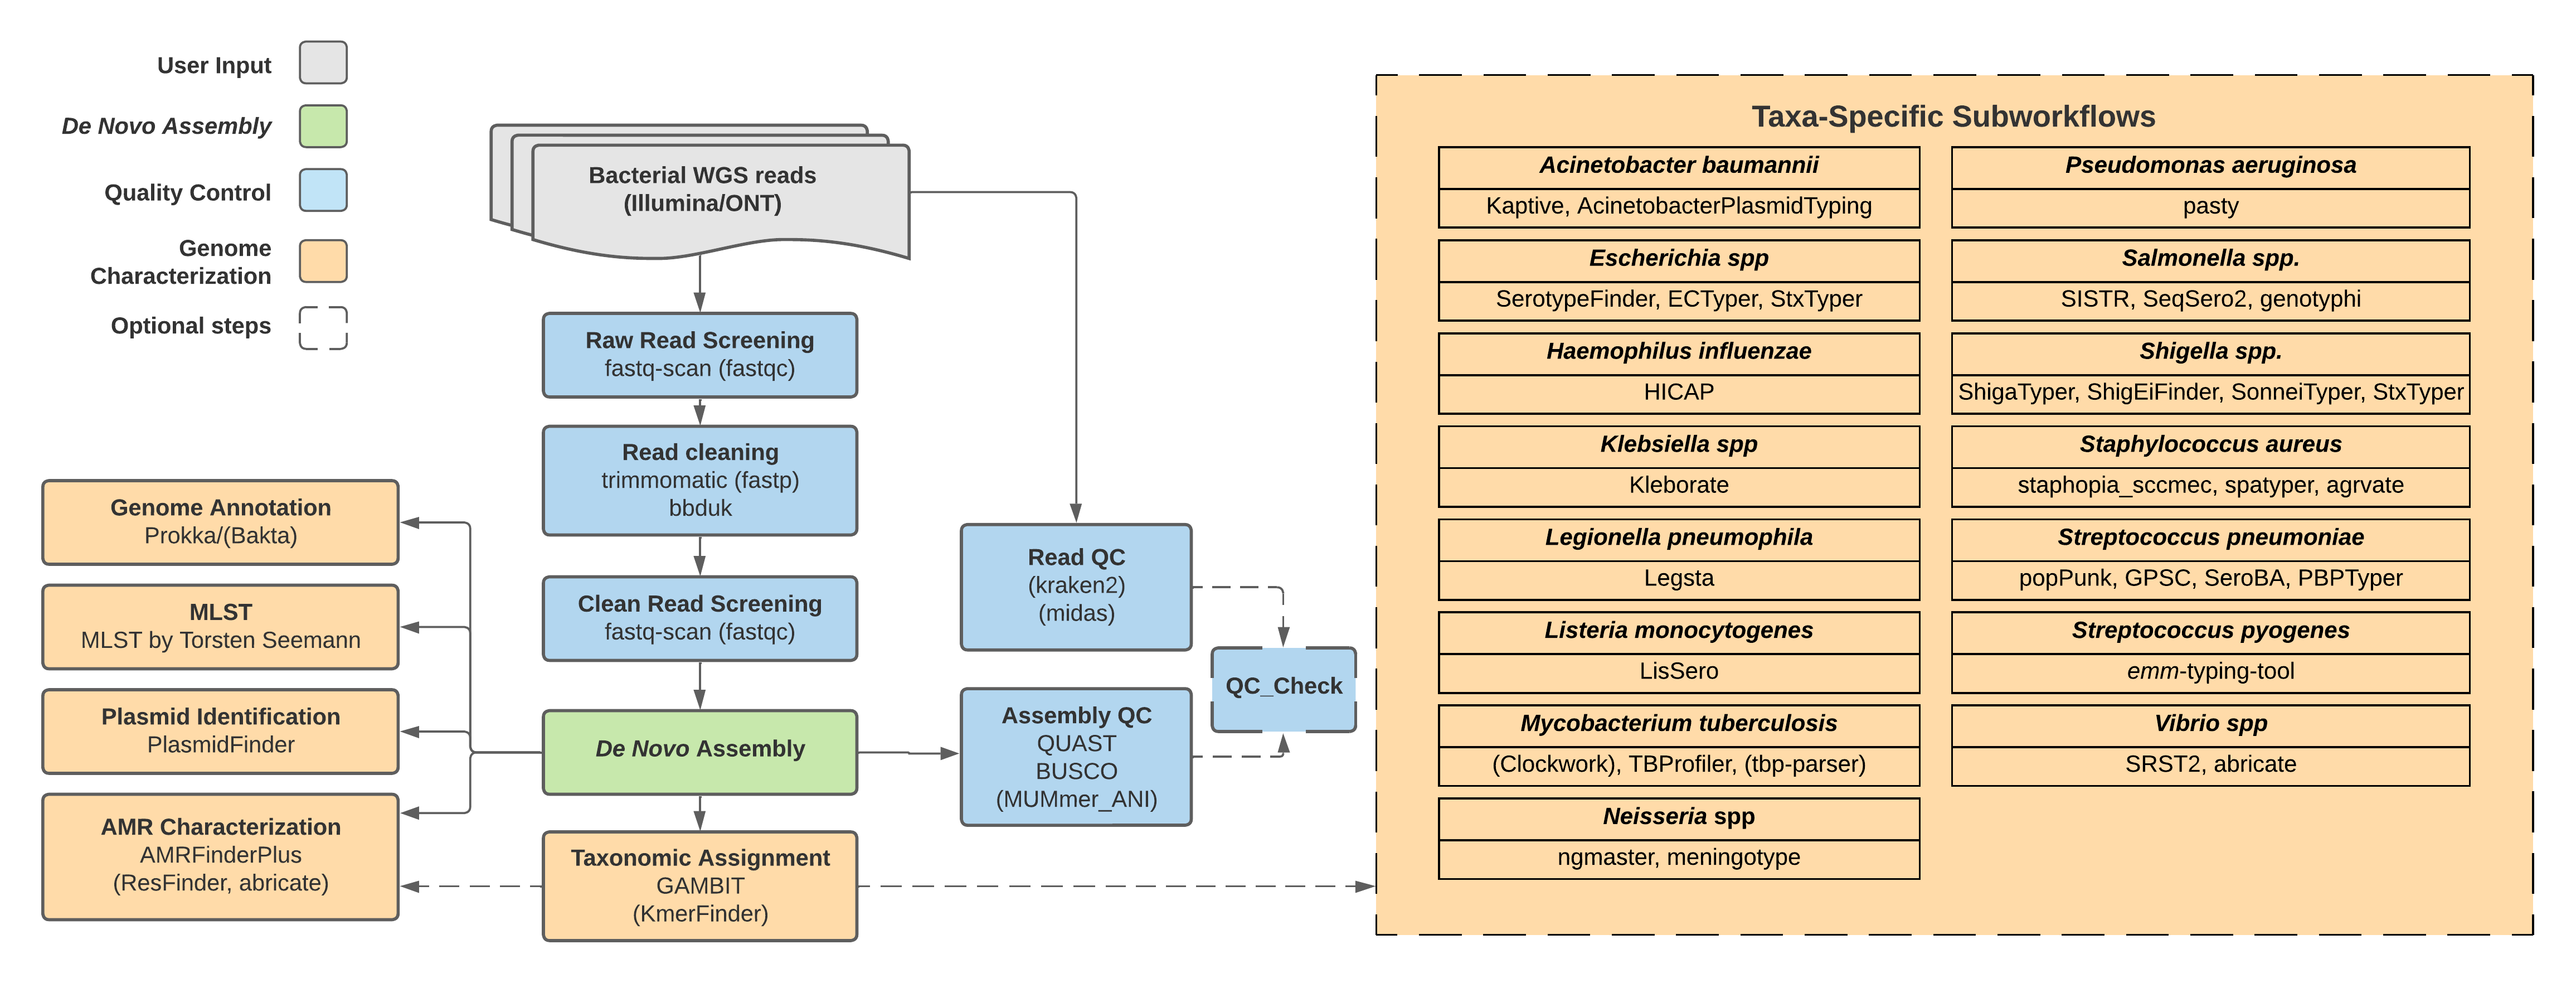 User Input
De Novo Assembly
Quality Control
Genome
Characterization
Optional steps
Bacterial WGS reads
(Illumina/ONT)
Raw Read Screening
fastq-scan (fastqc)
Read cleaning
trimmomatic (fastp)
bbduk
Clean Read Screening
fastq-scan (fastqc)
De Novo Assembly
Taxonomic Assignment
GAMBIT
(KmerFinder)
Genome Annotation
Prokka/(Bakta)
MLST
MLST by Torsten Seemann
Plasmid Identification
PlasmidFinder
AMR Characterization
AMRFinderPlus
(ResFinder, abricate)
Read QC
(kraken2)
(midas)
Assembly QC
QUAST
BUSCO
(MUMmer_ANI)
QC_Check
Taxa-Specific Subworkflows
Acinetobacter baumannii
Kaptive, AcinetobacterPlasmidTyping
Escherichia spp
SerotypeFinder, ECTyper, StxTyper
Haemophilus influenzae
HICAP
Klebsiella spp
Kleborate
Legionella pneumophila
Legsta
Listeria monocytogenes
LisSero
Mycobacterium tuberculosis
(Clockwork), TBProfiler, (tbp-parser)
Neisseria spp
ngmaster, meningotype
Pseudomonas aeruginosa
pasty
Salmonella spp.
SISTR, SeqSero2, genotyphi
Shigella spp.
ShigaTyper, ShigEiFinder, SonneiTyper, StxTyper
Staphylococcus aureus
staphopia_sccmec, spatyper, agrvate
Streptococcus pneumoniae
popPunk, GPSC, SeroBA, PBPTyper
Streptococcus pyogenes
emm-typing-tool
Vibrio spp
SRST2, abricate